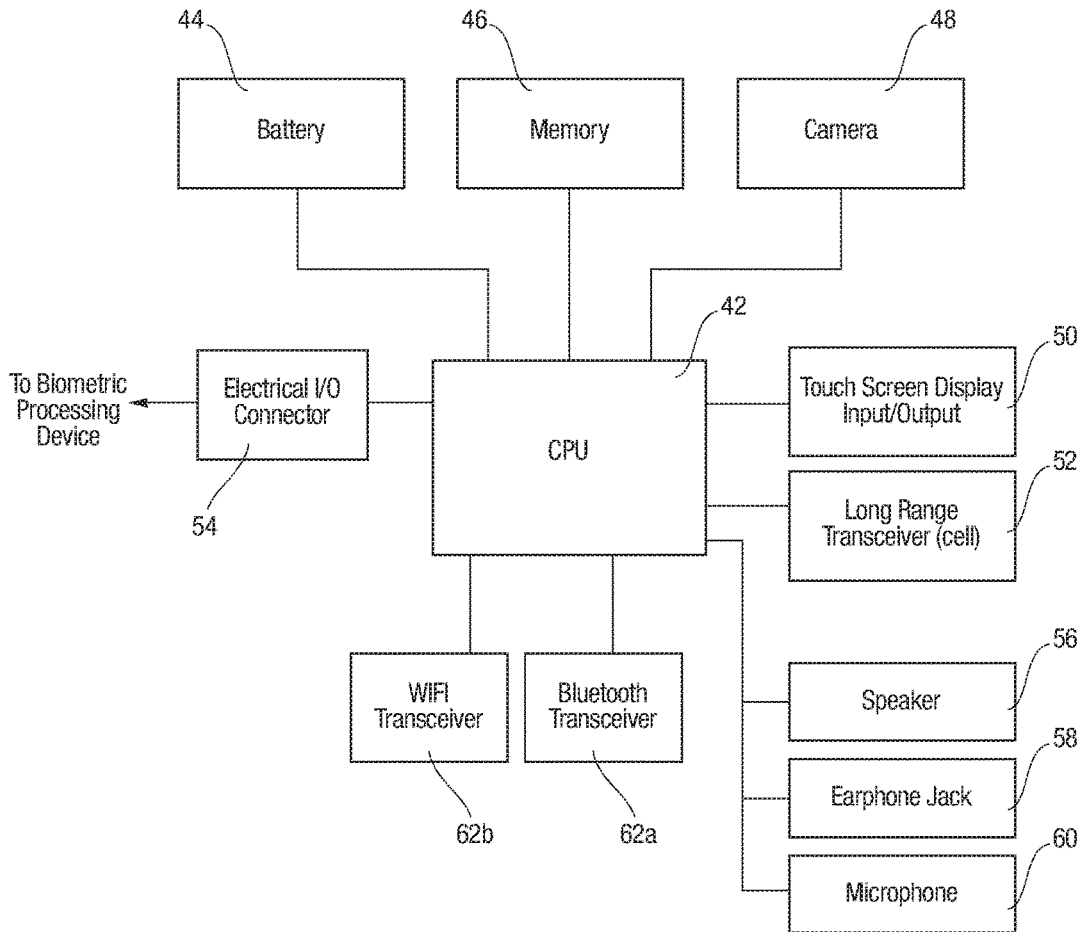 44
46
48
Battery
Memory
Camera
42
50
To Biometric
Processing
Device
Electrical I/O
Connector
54
CPU
Touch Screen Display
Input/Output
52
Long Range
Transceiver (cell)
WIFI
Transceiver
62b
Bluetooth
Transceiver
62a
56
Speaker
58
Earphone Jack
60
Microphone